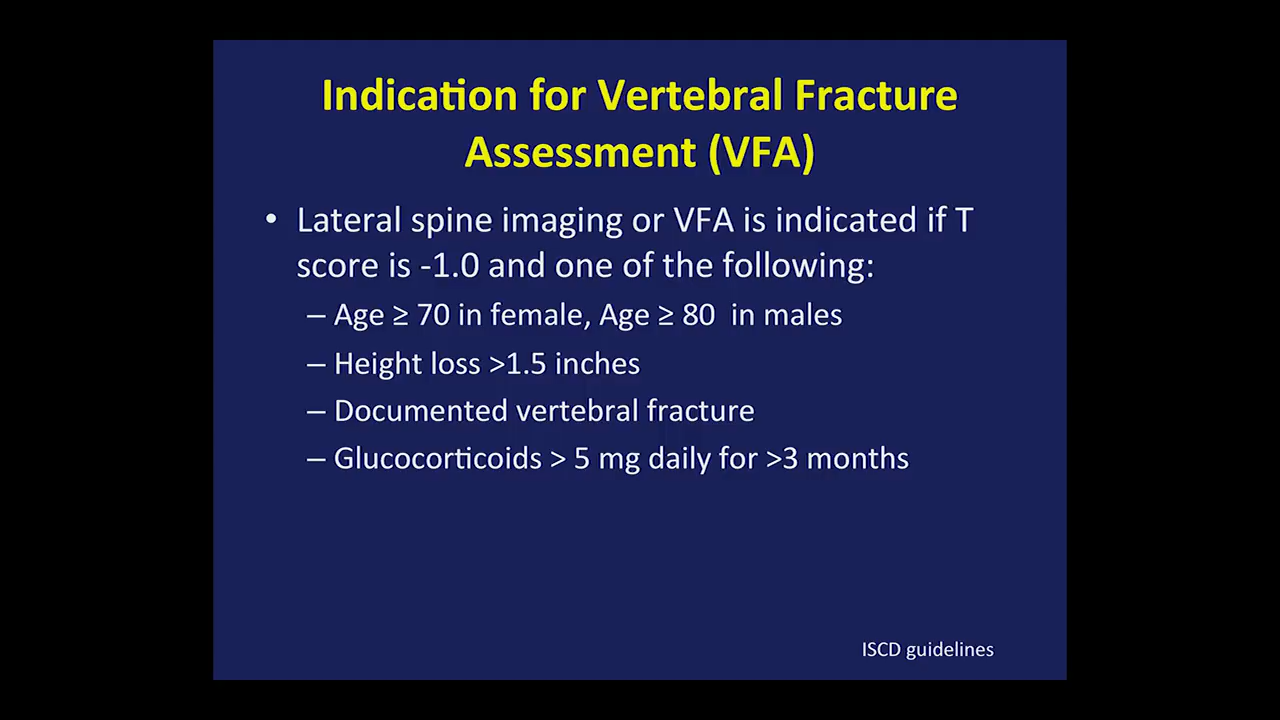 Indication for Vertebral Fracture
Assessment (VFA)
• Lateral spine imaging or VFA is indicated if T
score is -1.0 and one of the following:
– Age ≥ 70 in female, Age ≥ 80 in males
– Height loss >1.5 inches
– Documented vertebral fracture
– Glucocorticoids > 5 mg daily for >3 months
ISCD guidelines